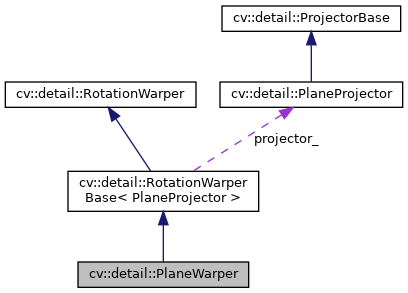 cv::detail::ProjectorBase
cv::detail::RotationWarper
cv::detail::PlaneProjector
projector_
cv::detail::RotationWarper
Base< PlaneProjector >
cv::detail::PlaneWarper